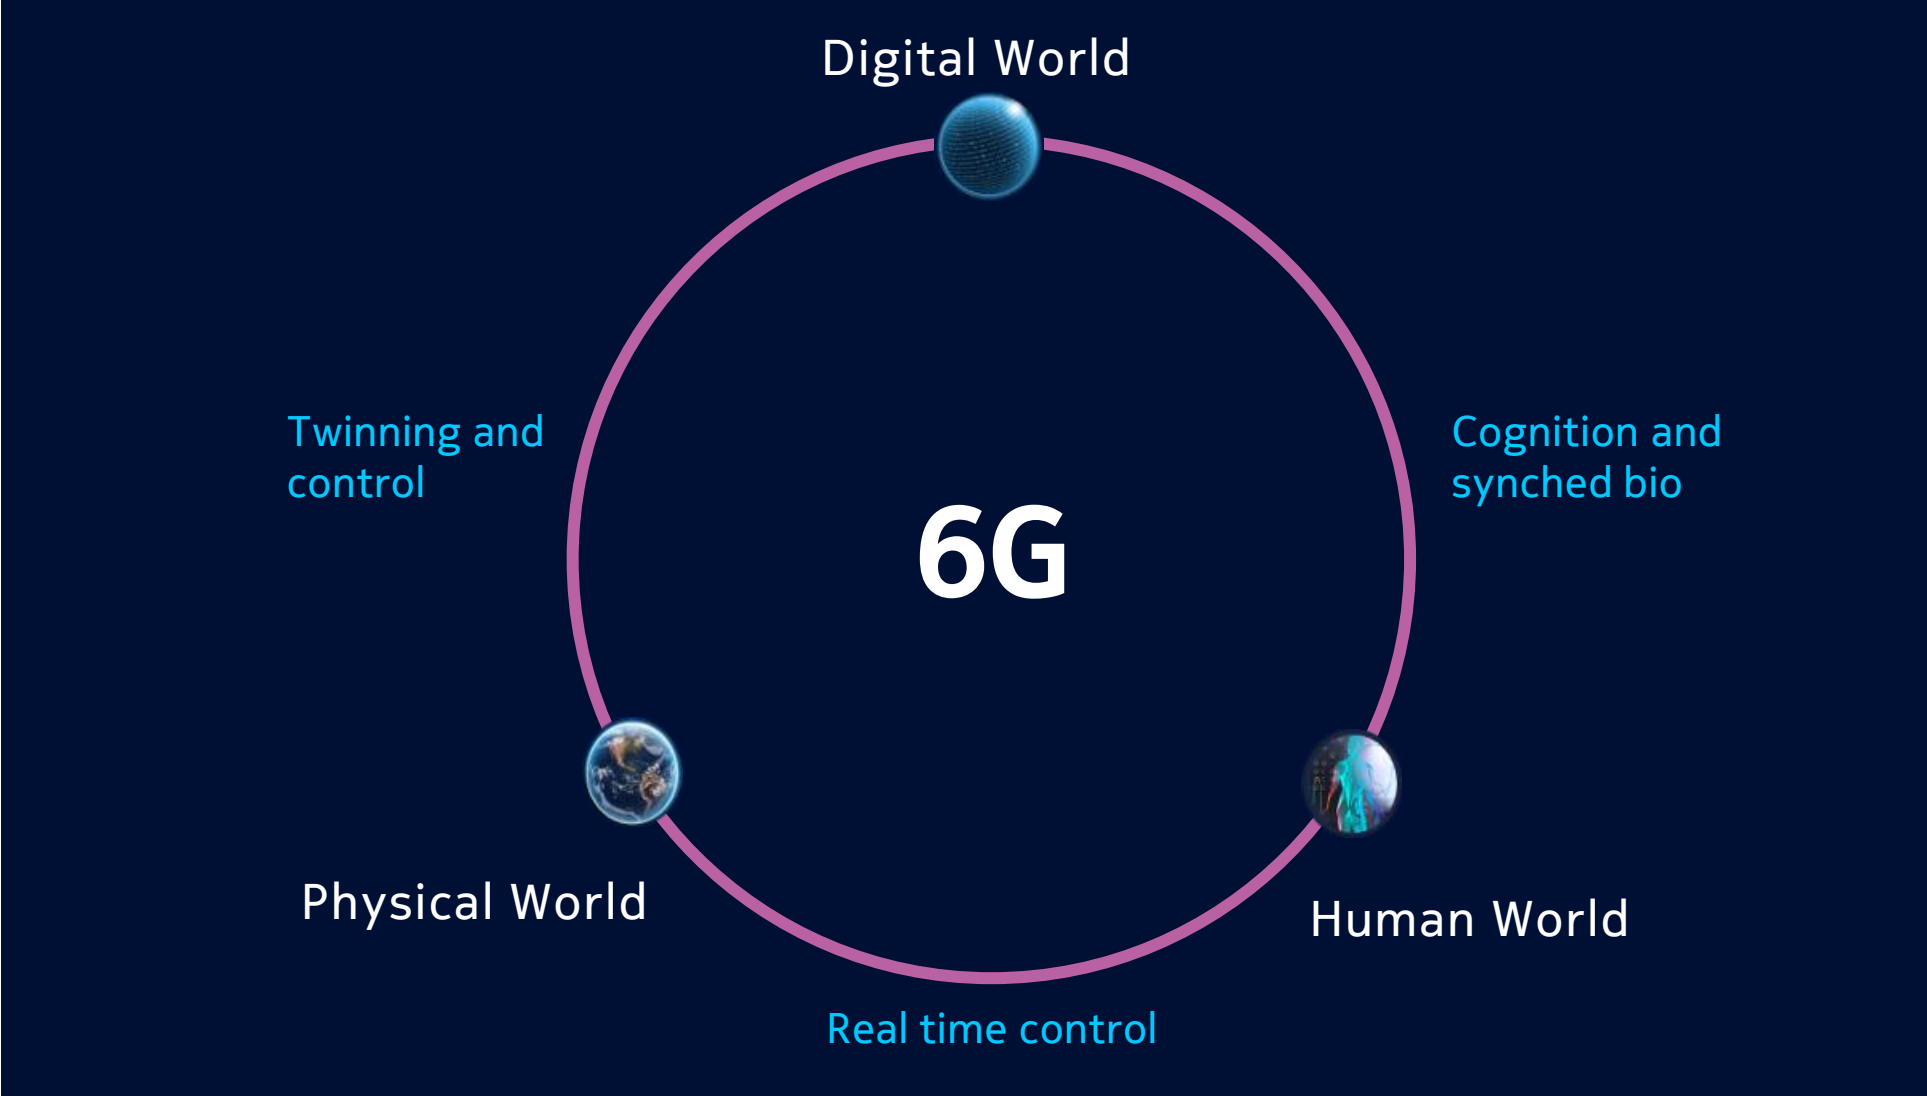 Digital World
Twinning and
control
Cognition and
synched bio
6G
Physical World
Human World
Real time control